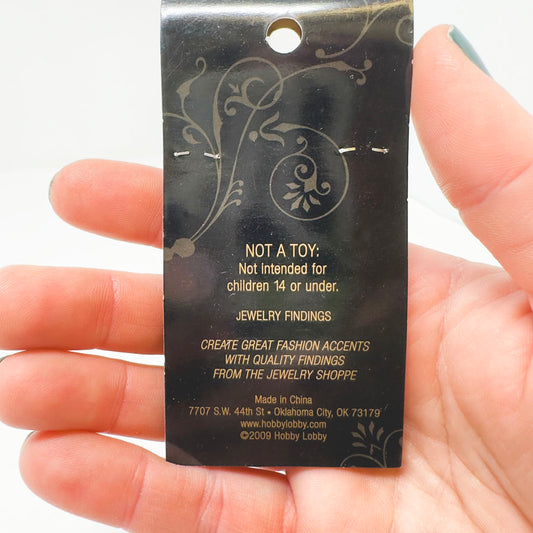 NOT A TOY:
Not Intended for
children 14 or under.
JEWELRY FINDINGS
CREATE GREAT FASHION ACCENTS
WITH QUALITY FINDINGS
FROM THE JEWELRY SHOPPE
Made in China
7707 S.W. 44th St • Oklahoma City, OK 73179
www.hobbylobby.com
©2009 Hobby Lobby